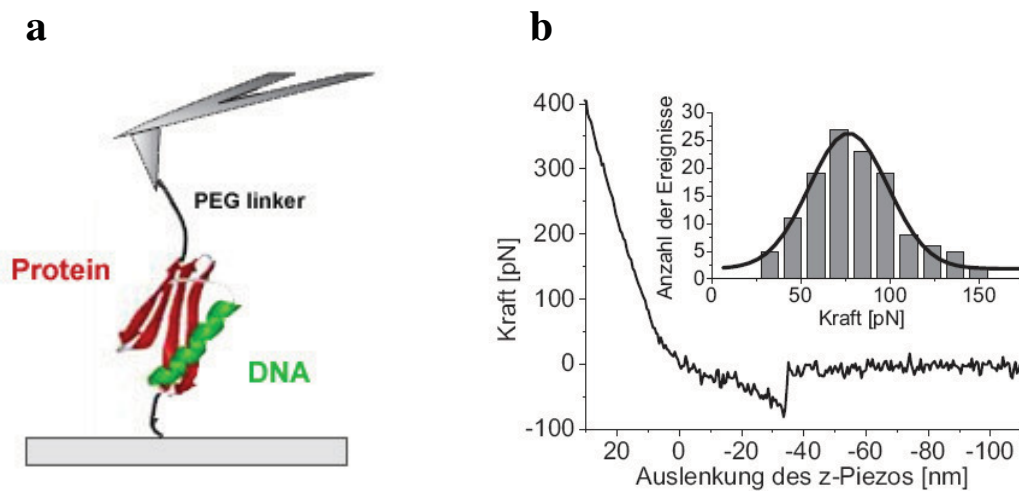 a
PEG linker
Protein
DNA
b
Kraft [pN]
400
300
200
100
0
-100
20 0 -20 -40 -60 -80 -100
Auslenkung des z-Piezos [nm]
Anzahl der Ereignisse
30
25
20
15
10
5
0
0 50 100 150
Kraft [pN]